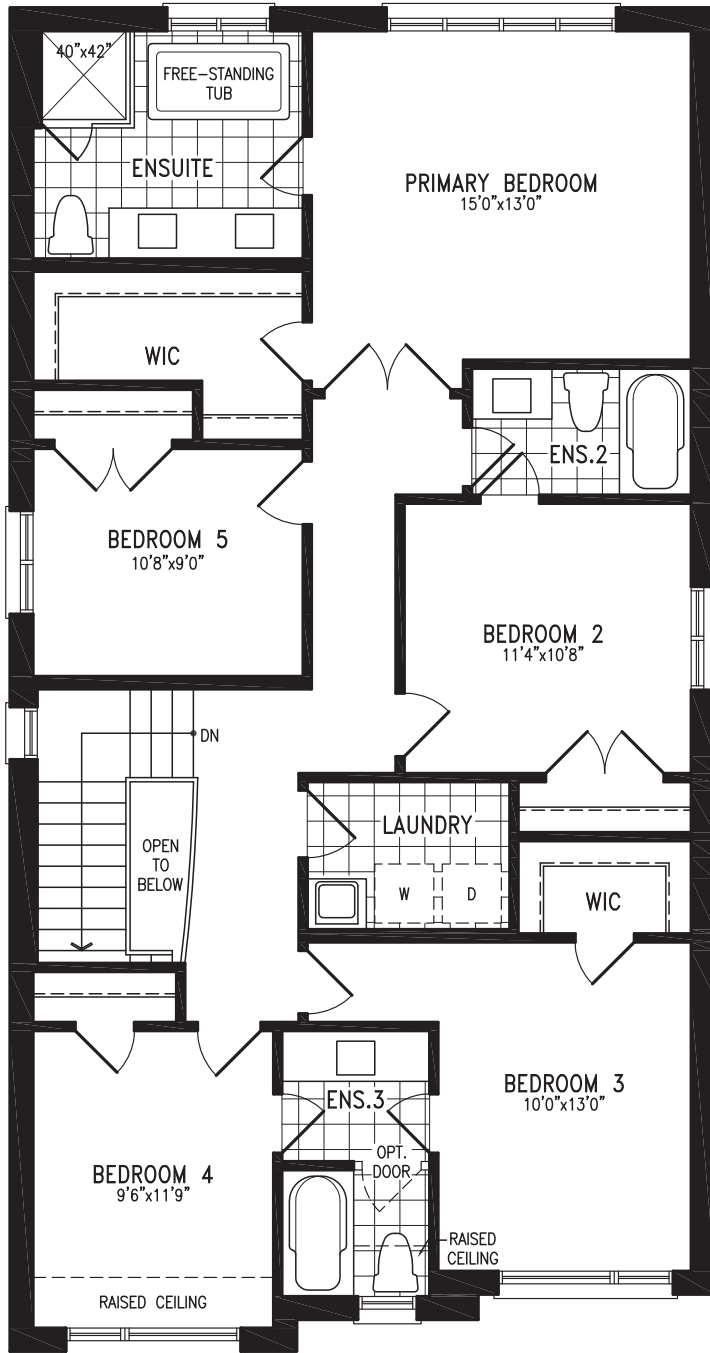 40"x42"
FREE-STANDING
TUB
ENSUITE
PRIMARY BEDROOM
15'0"x13'0"
WIC
ENS.2
BEDROOM 5
10'8"x9'0"
BEDROOM 2
11'4"x10'8"
DN
LAUNDRY
OPEN
TO
BELOW
W
D
WIC
BEDROOM 3
10'0"x13'0"
ENS.3
OPT.
DOOR
BEDROOM 4
9'6"x11'9"
RAISED
CEILING
RAISED CEILING